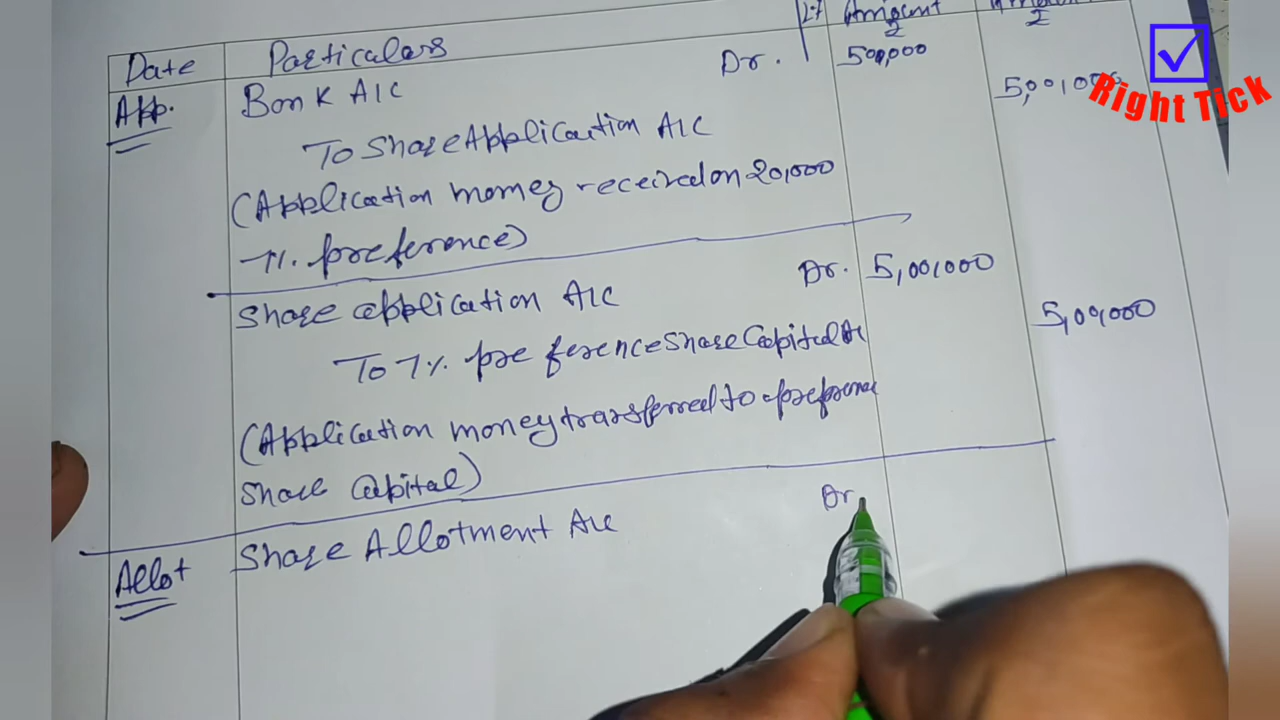 Date Particulars L.f Amount
₹ ₹
App. Bank A/c Dr. 500,000
5,00,000
To Share Application A/c
(Application money received on 20,000
7%. preference)
Share application A/c Dr. 5,00,000
To 7%. preference Share Capital A/c 5,00,000
(Application money transferred to preference
Share Capital)
Allot Share Allotment A/c Dr
Right Tick